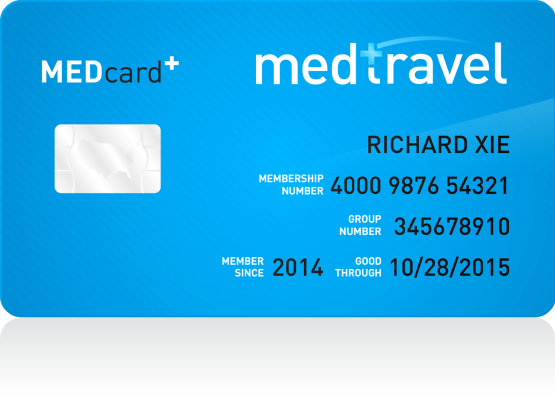 MEDcard+
medtravel
RICHARD XIE
MEMBERSHIP NUMBER 4000 9876 54321
GROUP NUMBER 345678910
MEMBER SINCE 2014 GOOD THROUGH 10/28/2015